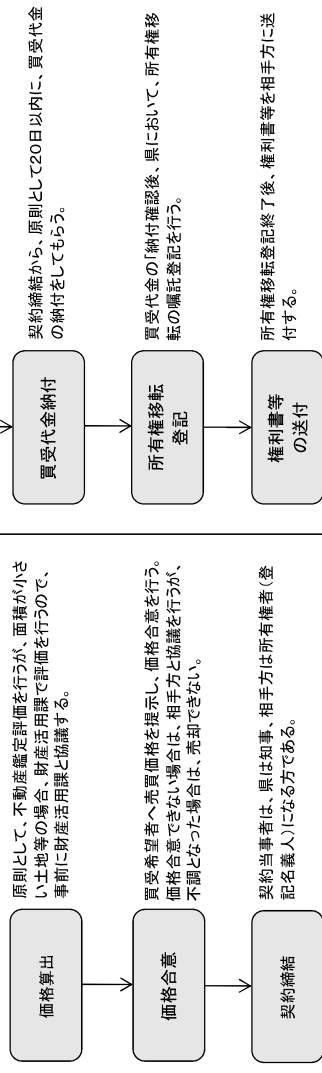 価格算出
原則として、不動産鑑定評価を行うが、面積が小さ
い土地等の場合、財産活用課で評価を行うので、
事前に財産活用課と協議する。
価格合意
買受希望者へ売買価格を提示し、価格合意を行う。
価格合意できない場合は、相手方と協議を行うが、
不調となった場合は、売却できない。
契約締結
契約当事者は、県は知事、相手方は所有権者(登
記名義人)になる方である。
買受代金納付
契約締結から、原則として20日以内に、買受代金
の納付をしてもらう。
所有権移転
登記
買受代金の「納付確認後、県において、所有権移
転の嘱託登記を行う。
権利書等
の送付
所有権移転登記終了後、権利書等を相手方に送
付する。